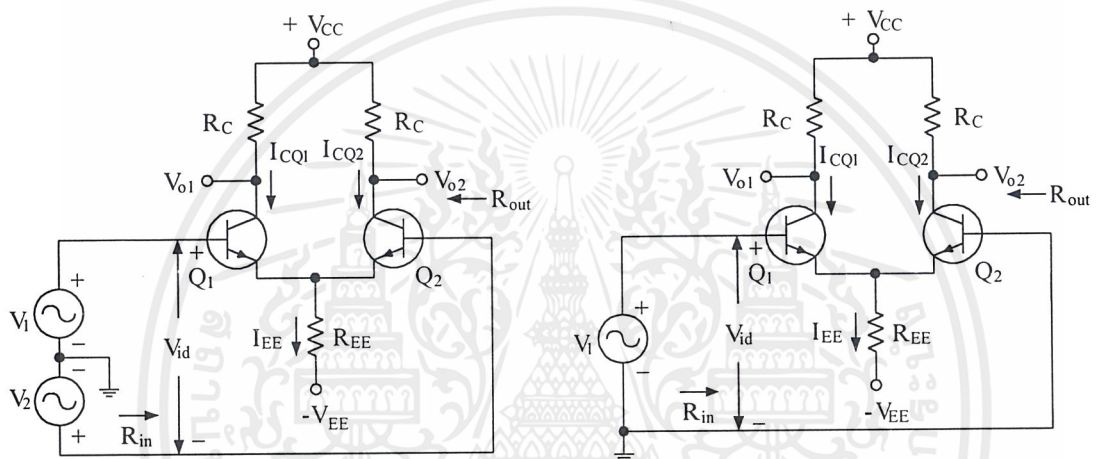 + V_CC
R_C
R_C
I_CQ1
I_CQ2
V_o1
V_o2
R_out
+
Q_1
Q_2
V_1
+
−
V_id
I_EE
R_EE
−
V_2
+
R_in
−
-V_EE
+ V_CC
R_C
R_C
I_CQ1
I_CQ2
V_o1
V_o2
R_out
+
Q_1
Q_2
V_1
+
−
V_id
I_EE
R_EE
R_in
−
-V_EE